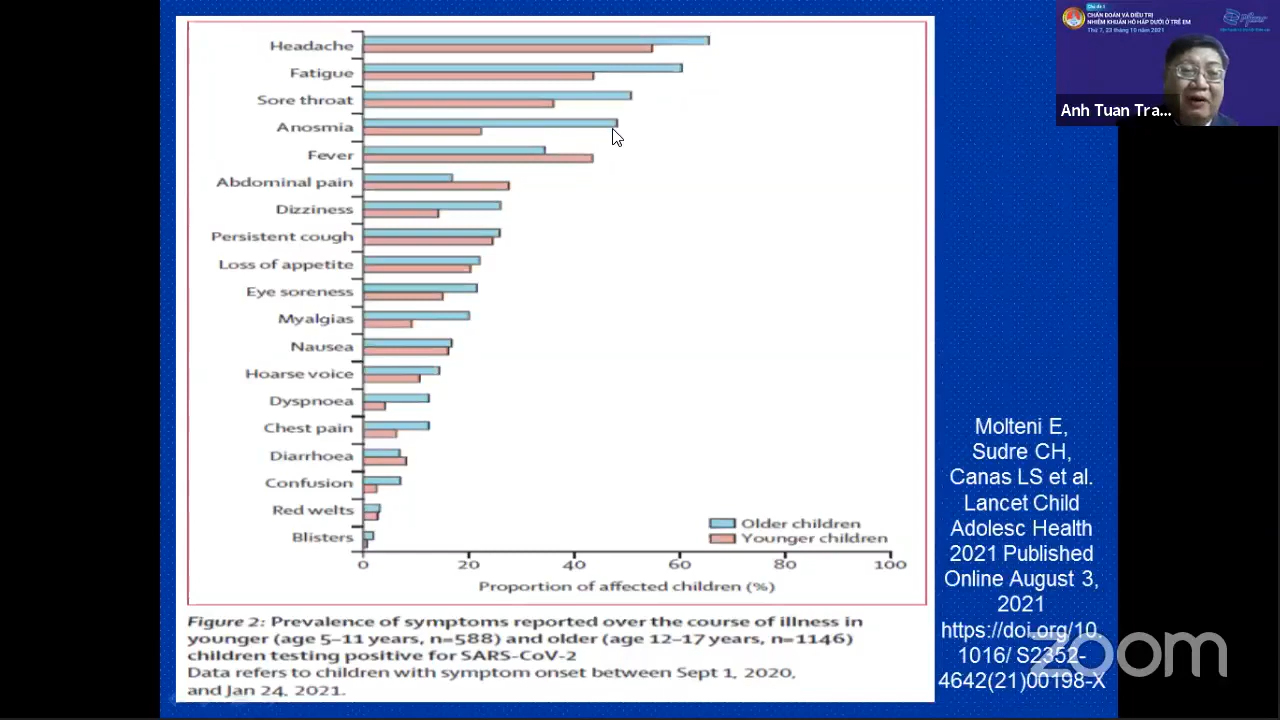 Headache
Fatigue
Sore throat
Anosmia
Fever
Abdominal pain
Dizziness
Persistent cough
Loss of appetite
Eye soreness
Myalgias
Nausea
Hoarse voice
Dyspnoea
Chest pain
Diarrhoea
Confusion
Red welts
Blisters
Older children
Younger children
0 20 40 60 80 100
Proportion of affected children (%)
Figure 2: Prevalence of symptoms reported over the course of illness in
younger (age 5–11 years, n=588) and older (age 12–17 years, n=1146)
children testing positive for SARS-CoV-2
Data refers to children with symptom onset between Sept 1, 2020,
and Jan 24, 2021.
CHẨN ĐOÁN VÀ ĐIỀU TRỊ
NHIỄM KHUẨN HÔ HẤP DƯỚI Ở TRẺ EM
Thứ 7, 23 tháng 10 năm 2021
Pfizer
Anh Tuan Tra...
Molteni E,
Sudre CH,
Canas LS et al.
Lancet Child
Adolesc Health
2021 Published
Online August 3,
2021
https://doi.org/10.
1016/ S2352-
4642(21)00198-X
zoom